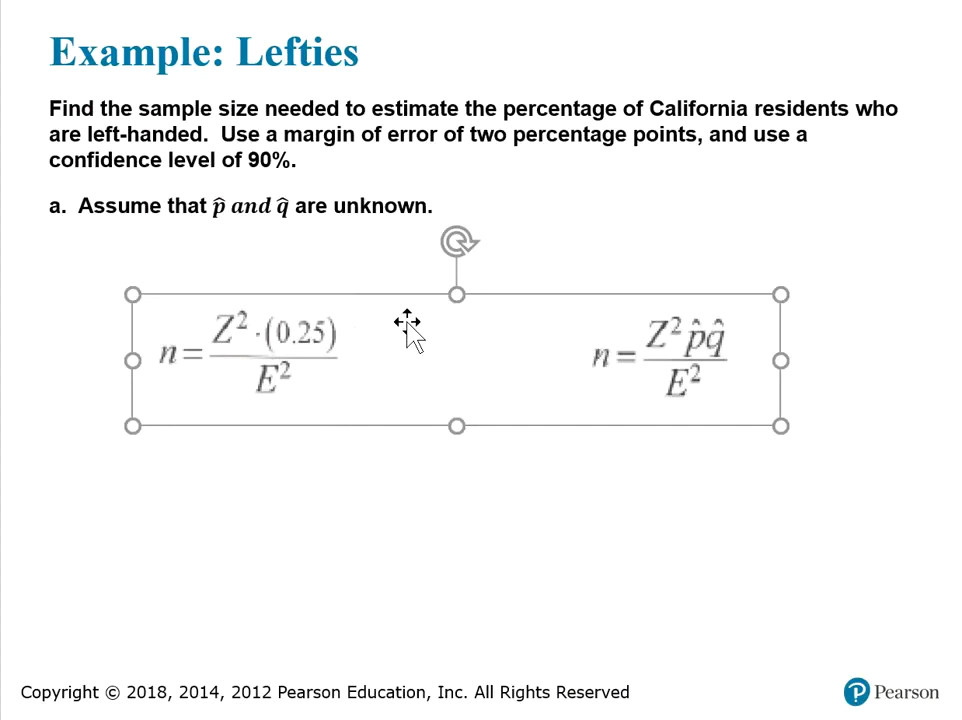 Example: Lefties
Find the sample size needed to estimate the percentage of California residents who
are left-handed.  Use a margin of error of two percentage points, and use a
confidence level of 90%.
a.  Assume that p̂ and q̂ are unknown.
n = Z² · (0.25) / E²
n = Z² p̂q̂ / E²
Copyright © 2018, 2014, 2012 Pearson Education, Inc. All Rights Reserved
P Pearson